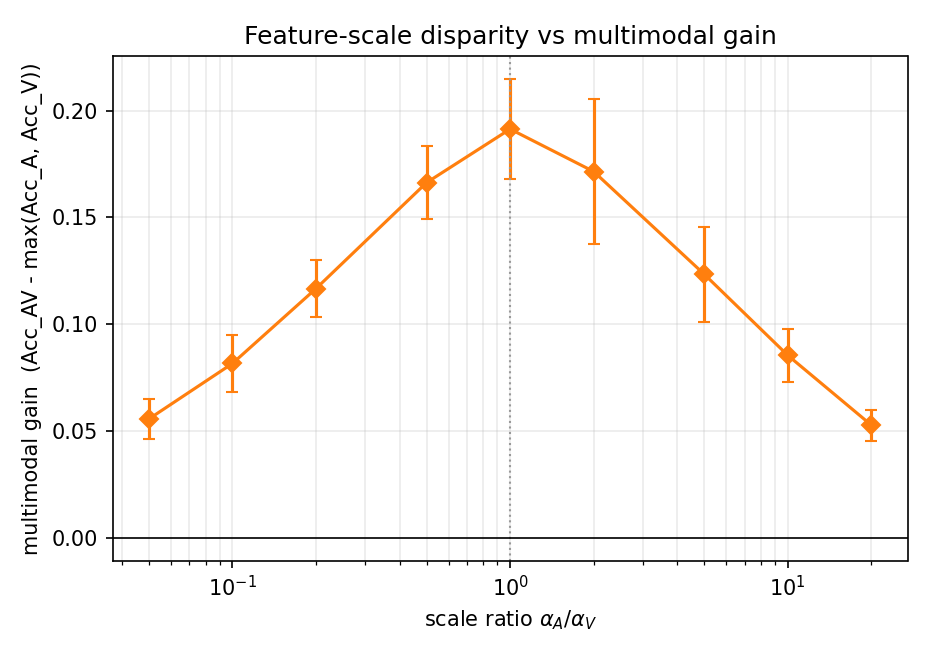 Feature-scale disparity vs multimodal gain
multimodal gain  (Acc_AV - max(Acc_A, Acc_V))
0.20
0.15
0.10
0.05
0.00
10⁻¹
10⁰
10¹
scale ratio α_A/α_V